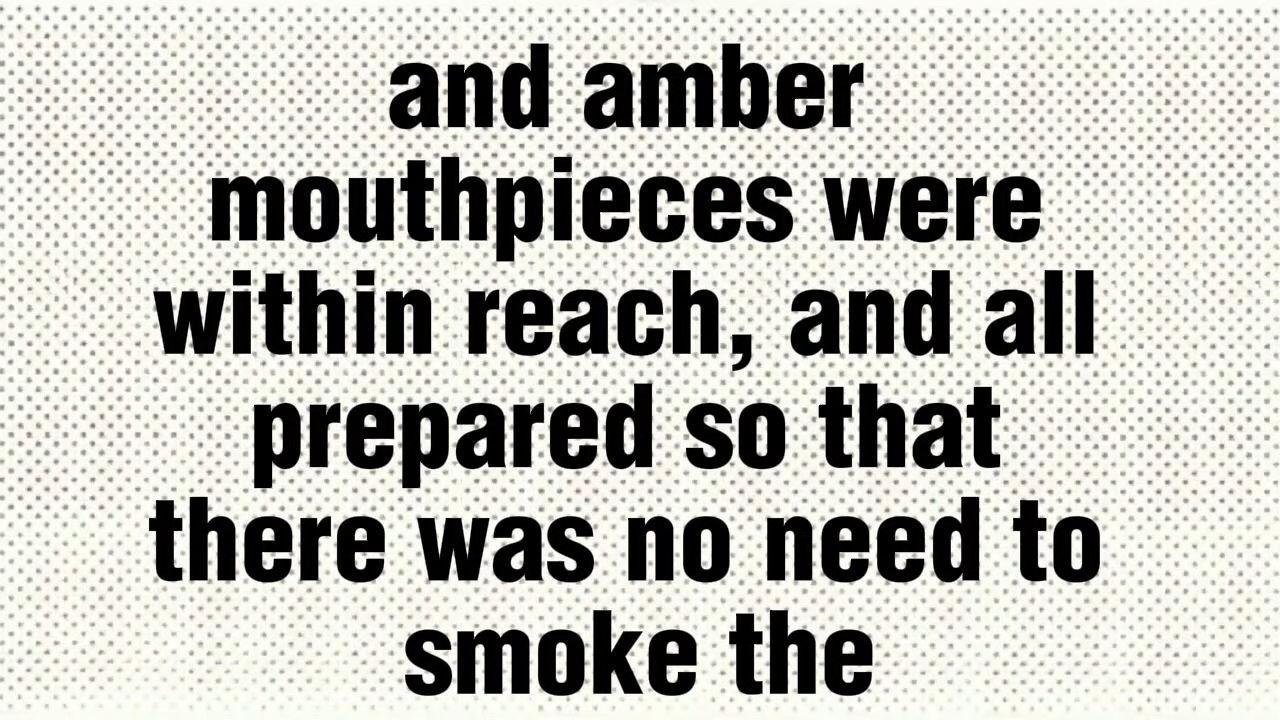 and amber
mouthpieces were
within reach, and all
prepared so that
there was no need to
smoke the